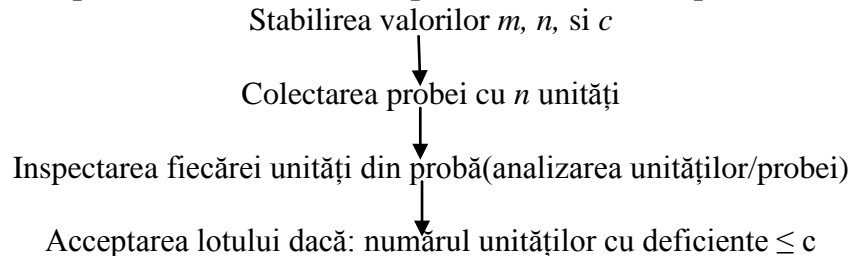 Stabilirea valorilor m, n, si c
Colectarea probei cu n unități
Inspectarea fiecărei unități din probă(analizarea unităților/probei)
Acceptarea lotului dacă: numărul unităților cu deficiente ≤ c